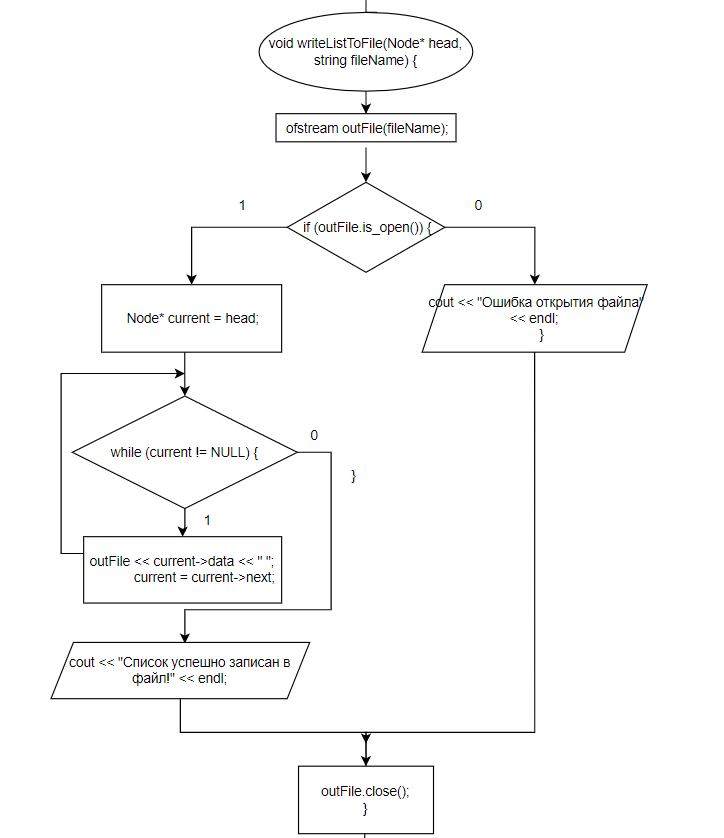 void writeListToFile(Node* head,
string fileName) {
ofstream outFile(fileName);
1
0
if (outFile.is_open()) {
Node* current = head;
cout << "Ошибка открытия файла"
<< endl;
}
while (current != NULL) {
0
}
1
outFile << current->data << " ";
current = current->next;
cout << "Список успешно записан в
файл!" << endl;
outFile.close();
}